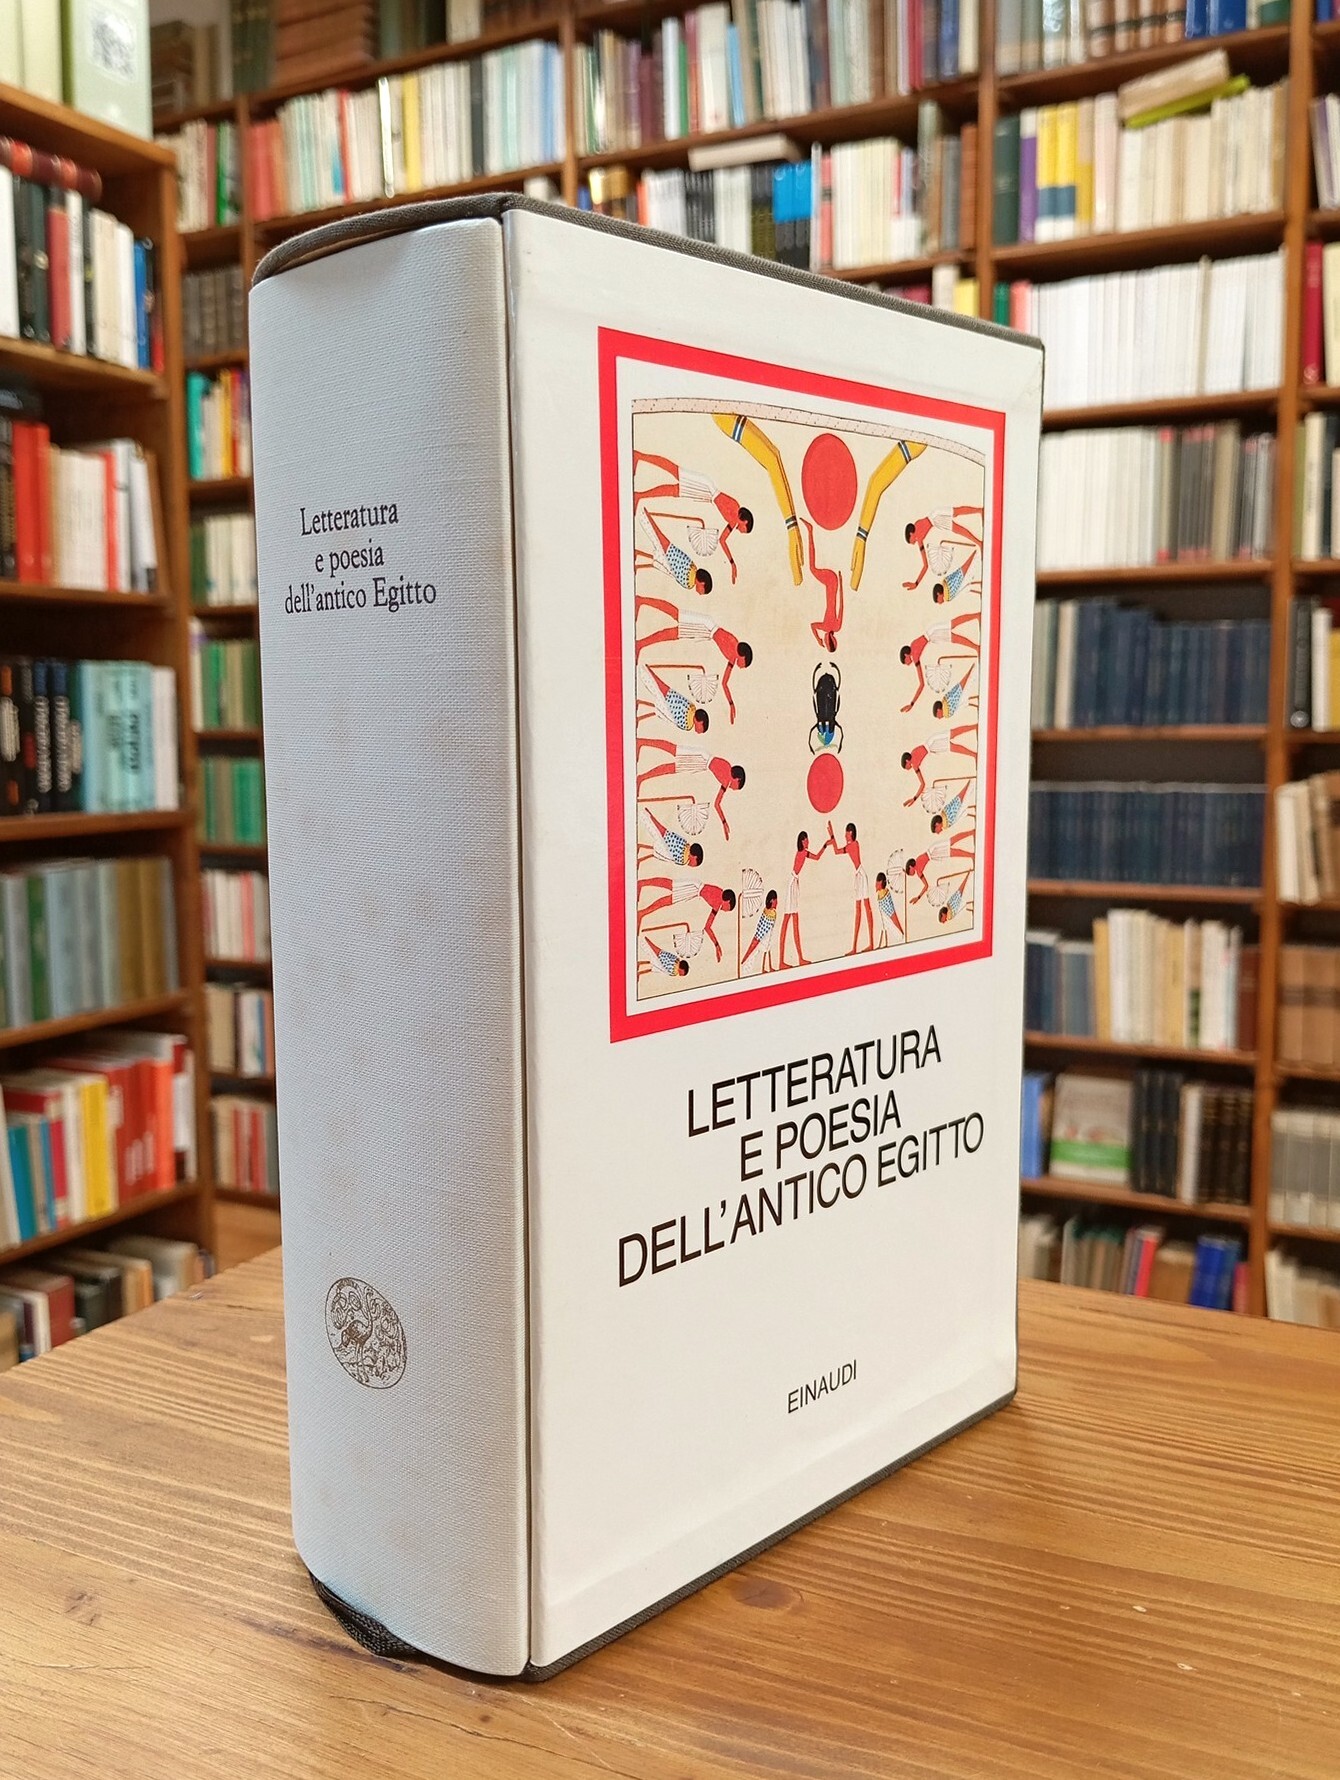 Letteratura
e poesia
dell'antico Egitto
LETTERATURA
E POESIA
DELL'ANTICO EGITTO
EINAUDI